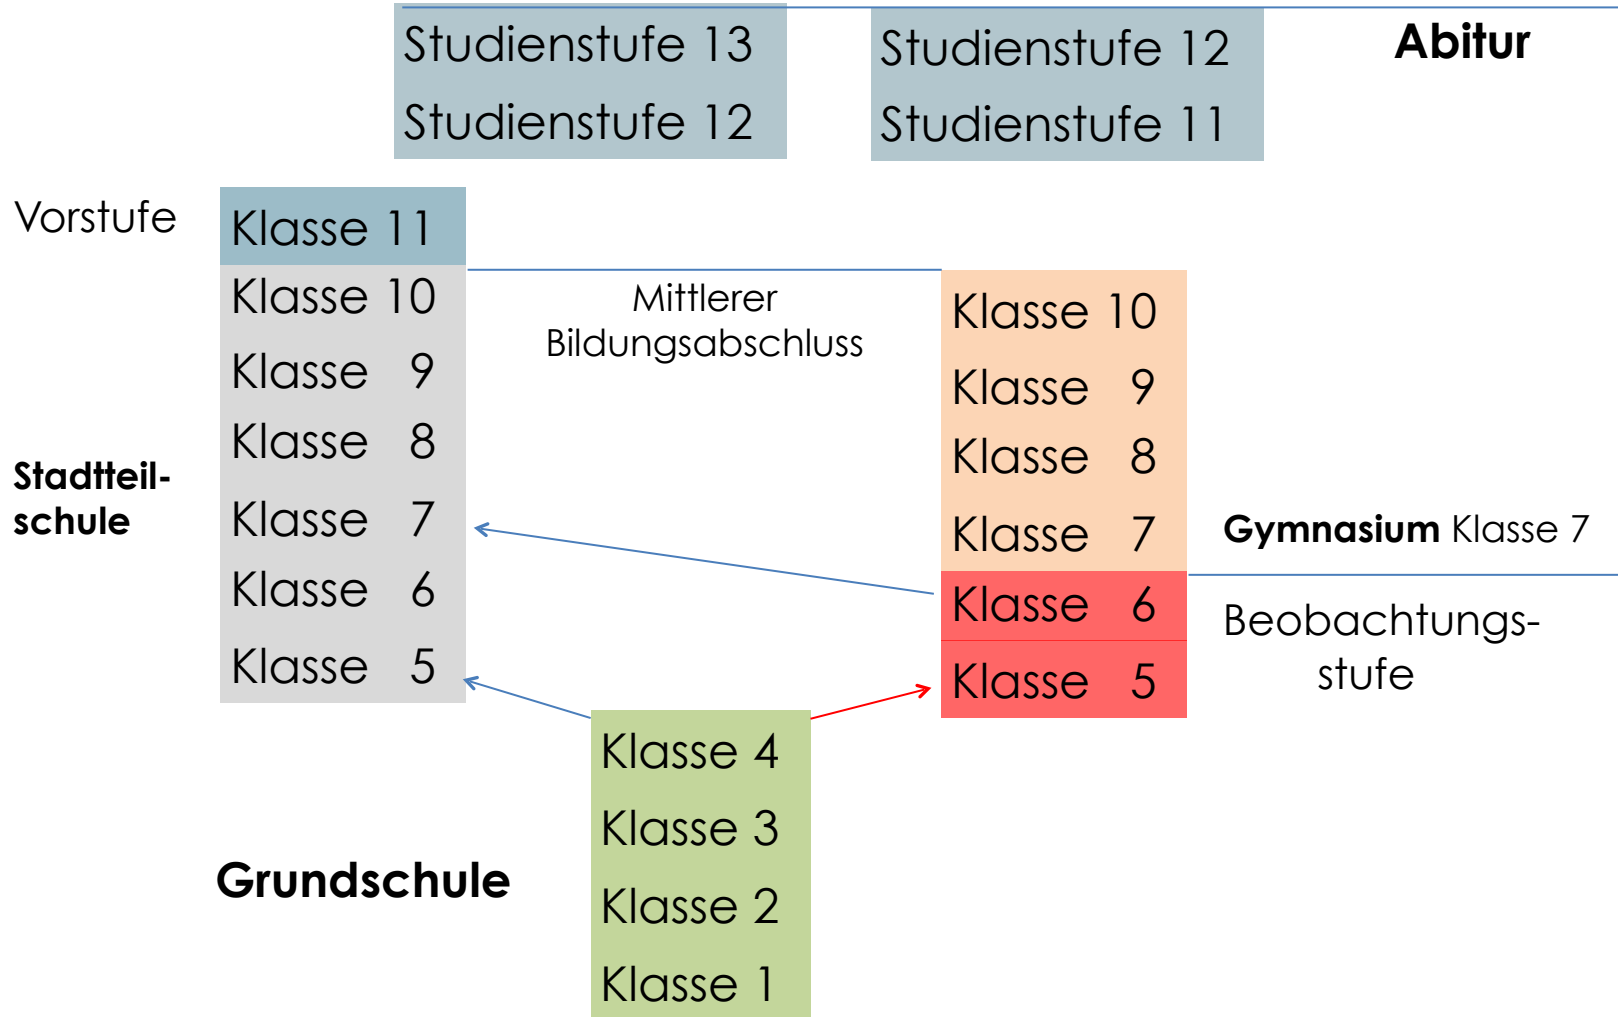 Studienstufe 13
Studienstufe 12
Studienstufe 12
Studienstufe 11
Abitur
Vorstufe
Klasse 11
Klasse 10
Klasse 9
Klasse 8
Klasse 7
Klasse 6
Klasse 5
Stadtteil-
schule
Mittlerer
Bildungsabschluss
Klasse 10
Klasse 9
Klasse 8
Klasse 7
Klasse 6
Klasse 5
Gymnasium Klasse 7
Beobachtungs-
stufe
Klasse 4
Klasse 3
Klasse 2
Klasse 1
Grundschule